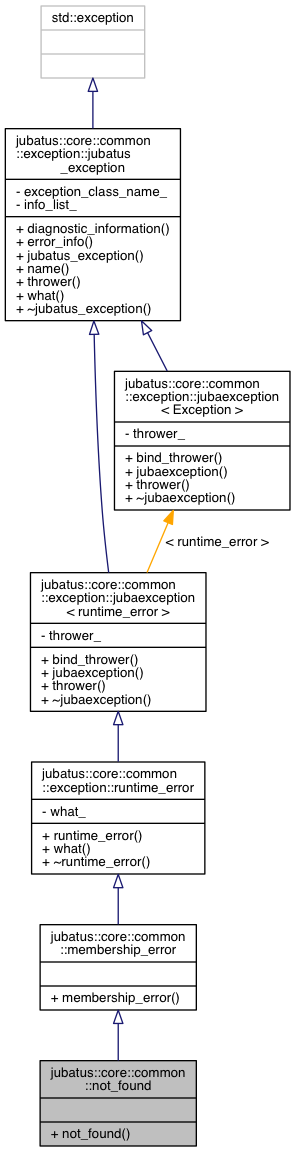 std::exception
jubatus::core::common
::exception::jubatus
_exception
- exception_class_name_
- info_list_
+ diagnostic_information()
+ error_info()
+ jubatus_exception()
+ name()
+ thrower()
+ what()
+ ~jubatus_exception()
jubatus::core::common
::exception::jubaexception
< Exception >
- thrower_
+ bind_thrower()
+ jubaexception()
+ thrower()
+ ~jubaexception()
< runtime_error >
jubatus::core::common
::exception::jubaexception
< runtime_error >
- thrower_
+ bind_thrower()
+ jubaexception()
+ thrower()
+ ~jubaexception()
jubatus::core::common
::exception::runtime_error
- what_
+ runtime_error()
+ what()
+ ~runtime_error()
jubatus::core::common
::membership_error
+ membership_error()
jubatus::core::common
::not_found
+ not_found()